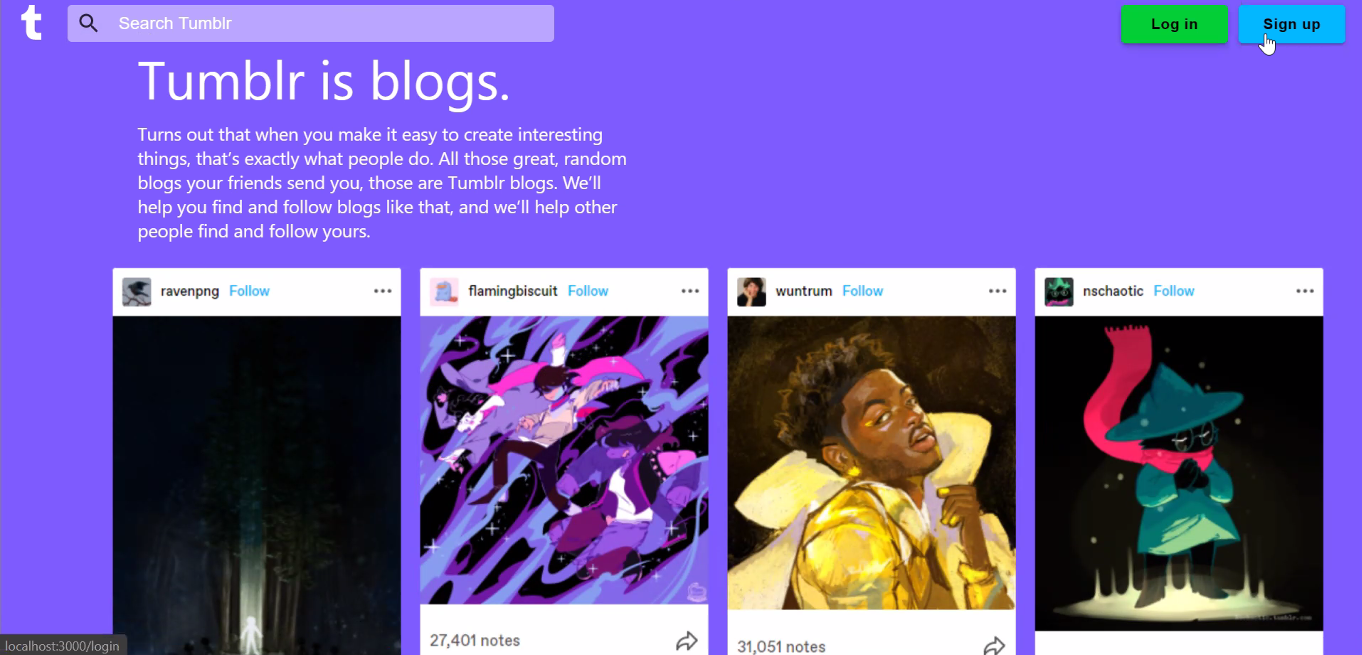 t
Search Tumblr
Log in
Sign up
Tumblr is blogs.
Turns out that when you make it easy to create interesting
things, that’s exactly what people do. All those great, random
blogs your friends send you, those are Tumblr blogs. We’ll
help you find and follow blogs like that, and we’ll help other
people find and follow yours.
ravenpng Follow
flamingbiscuit Follow
wuntrum Follow
nschaotic Follow
27,401 notes
31,051 notes
localhost:3000/login